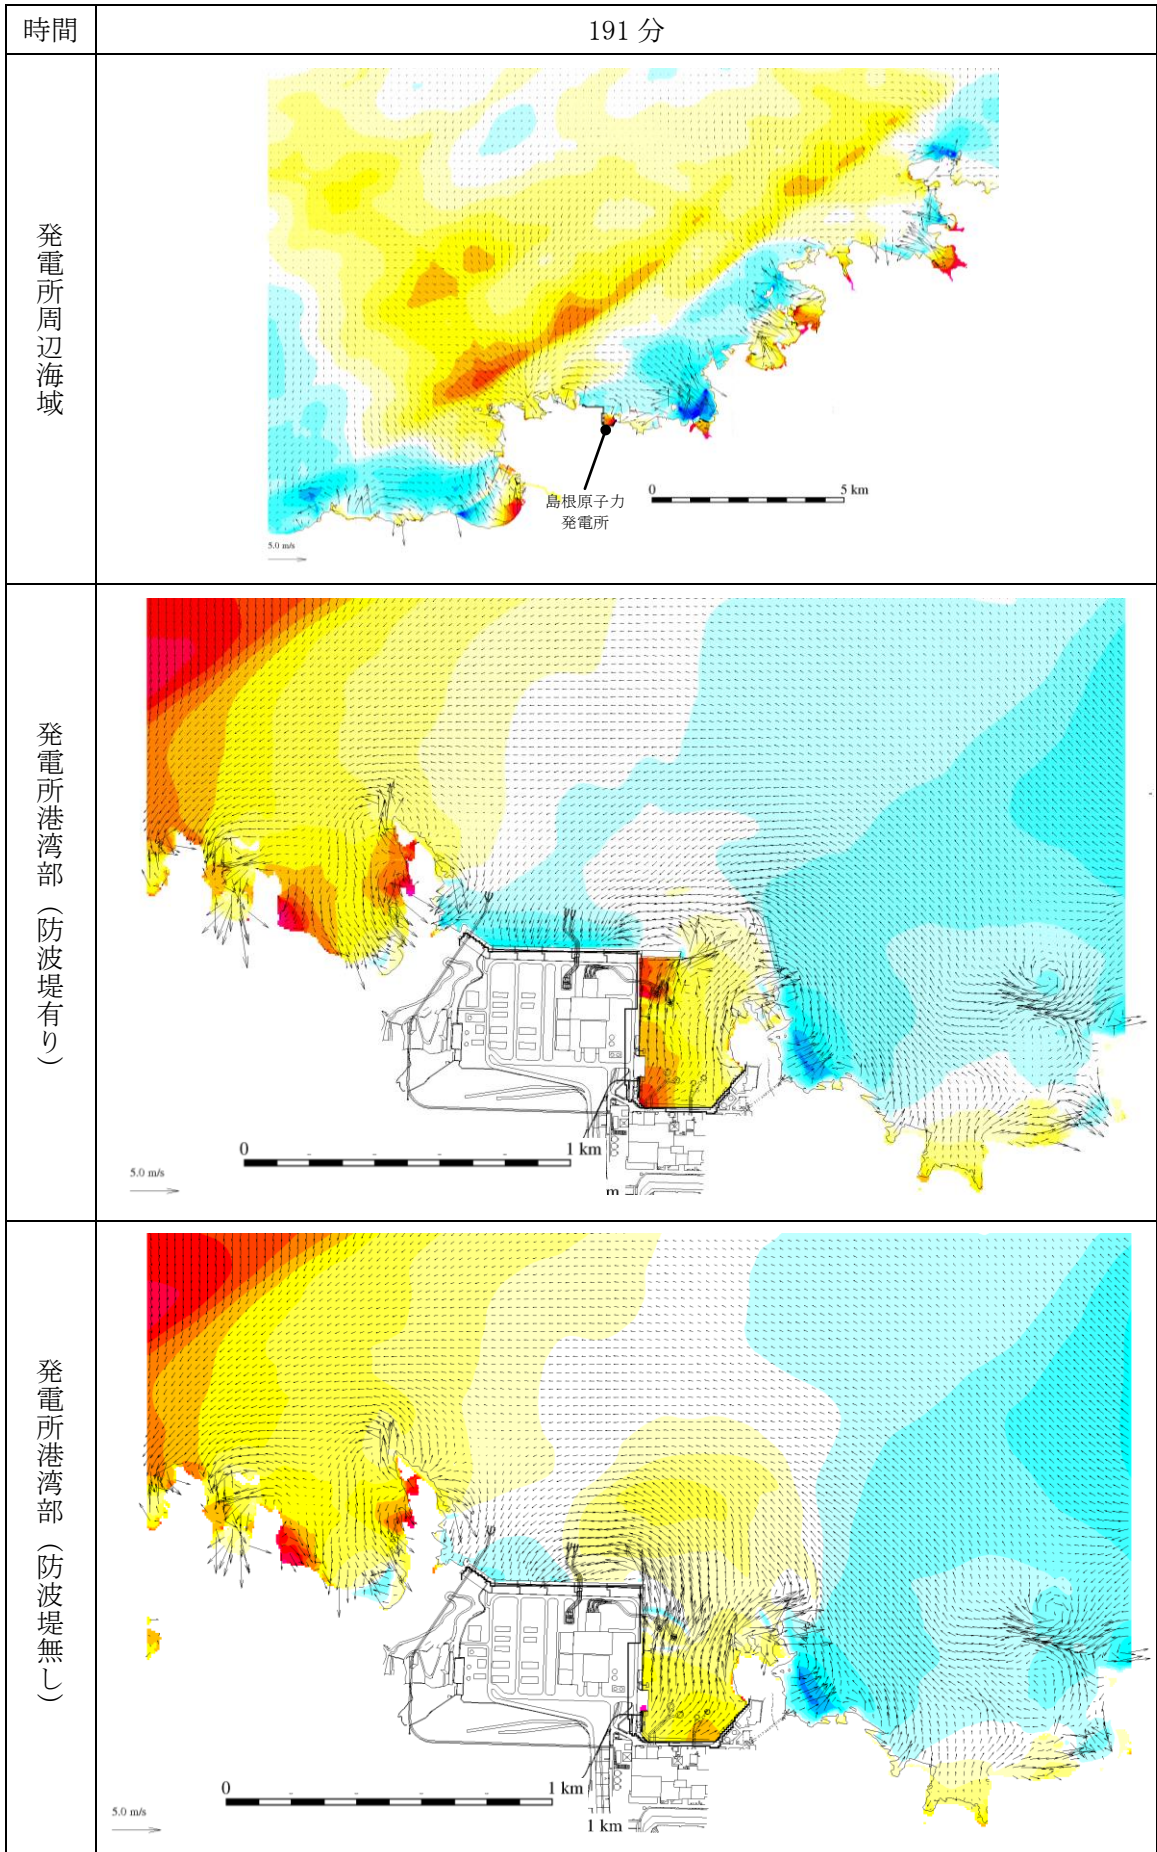 時間
191 分
発電所周辺海域
島根原子力
発電所
0
5 km
5.0 m/s
発電所港湾部（防波堤有り）
0
1 km
5.0 m/s
m
発電所港湾部（防波堤無し）
0
1 km
5.0 m/s
1 km